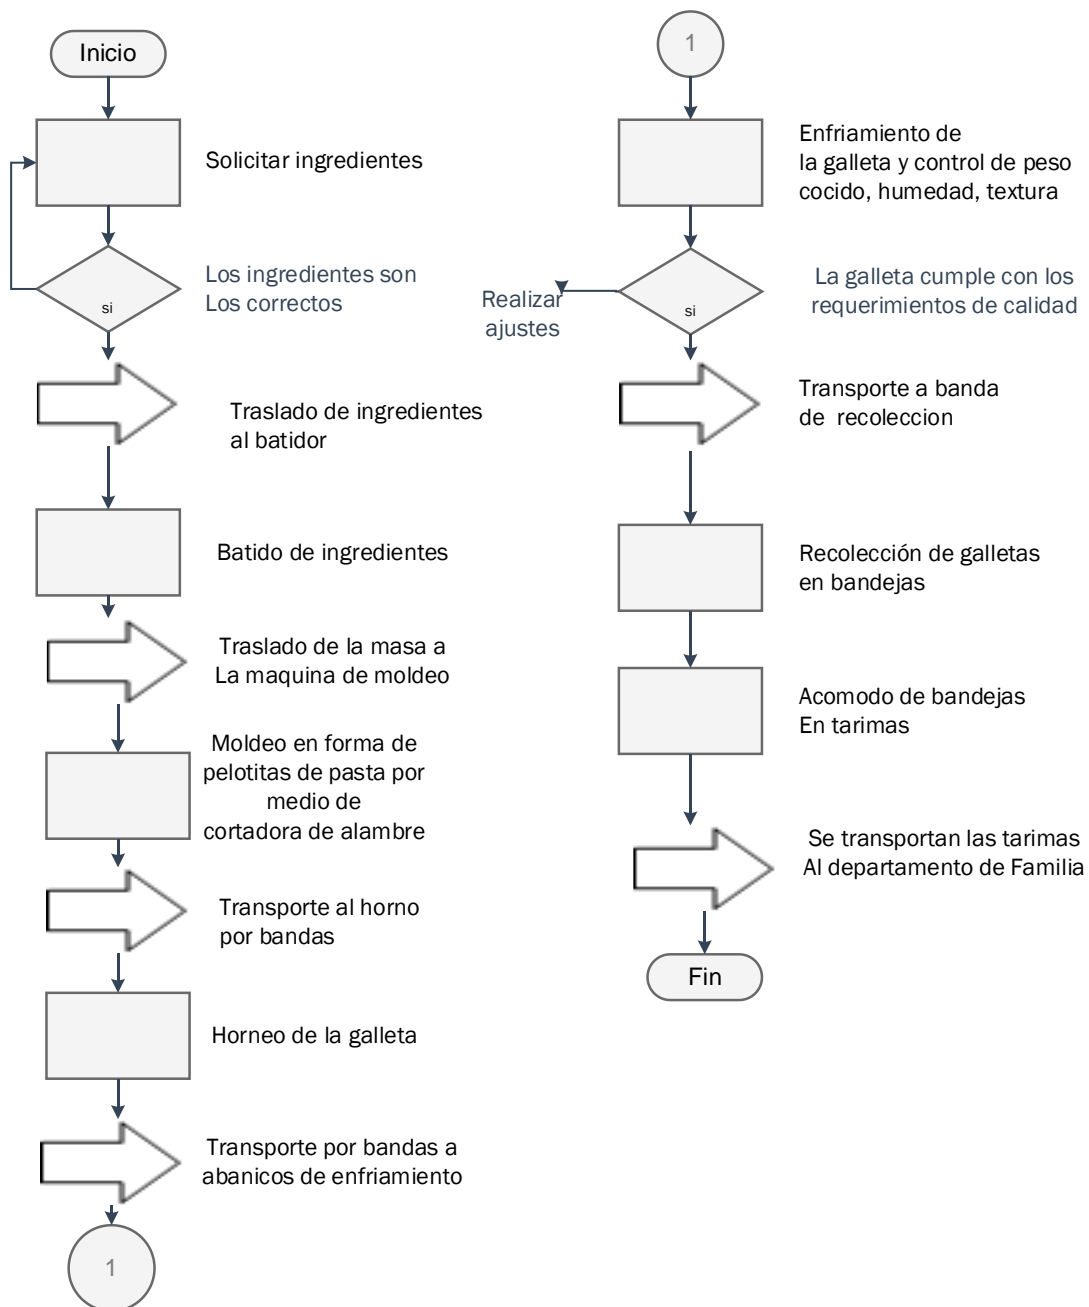 Inicio
Solicitar ingredientes
Los ingredientes son
Los correctos
si
Traslado de ingredientes
al batidor
Batido de ingredientes
Traslado de la masa a
La maquina de moldeo
Moldeo en forma de
pelotitas de pasta por
medio de
cortadora de alambre
Transporte al horno
por bandas
Horneo de la galleta
Transporte por bandas a
abanicos de enfriamiento
1
1
Enfriamiento de
la galleta y control de peso
cocido, humedad, textura
La galleta cumple con los
requerimientos de calidad
Realizar
ajustes
si
Transporte a banda
de recoleccion
Recolección de galletas
en bandejas
Acomodo de bandejas
En tarimas
Se transportan las tarimas
Al departamento de Familia
Fin